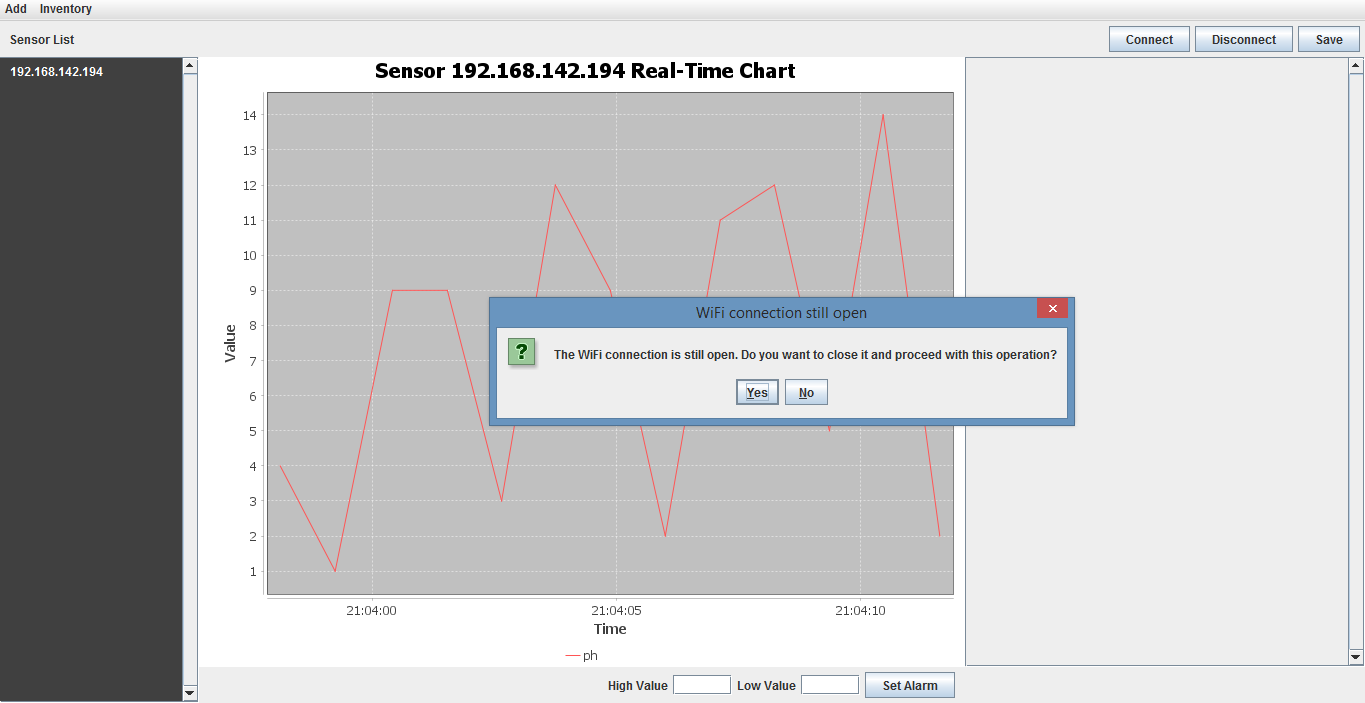 Add Inventory
Sensor List
Connect Disconnect Save
192.168.142.194
Sensor 192.168.142.194 Real-Time Chart
14
13
12
11
10
9
8
7
6
5
4
3
2
1
Value
WiFi connection still open
?
The WiFi connection is still open. Do you want to close it and proceed with this operation?
Yes No
21:04:00 21:04:05 21:04:10
Time
ph
High Value Low Value Set Alarm